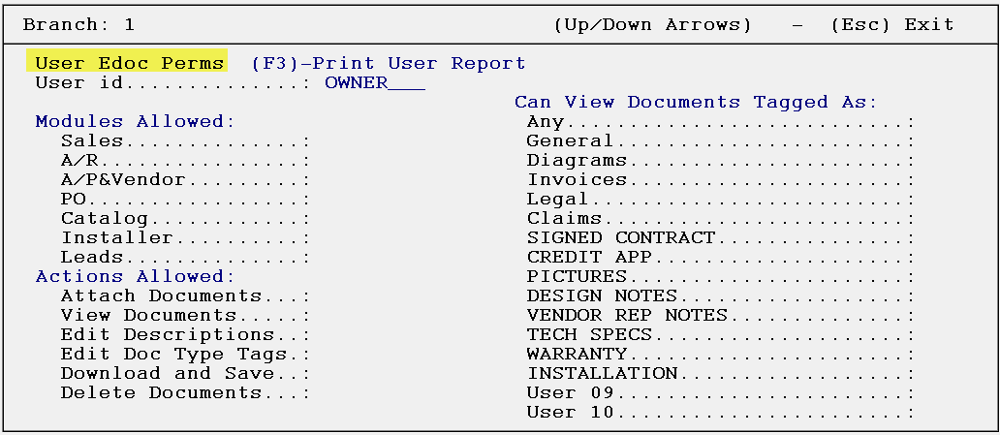 Branch: 1 (Up/Down Arrows) - (Esc) Exit
User Edoc Perms (F3)-Print User Report
User id..............: OWNER___
Can View Documents Tagged As:
Modules Allowed:
Sales..............:
A/R................:
A/P&Vendor.........:
PO.................:
Catalog............:
Installer..........:
Leads..............:
Actions Allowed:
Attach Documents...:
View Documents.....:
Edit Descriptions..:
Edit Doc Type Tags.:
Download and Save..:
Delete Documents...:
Any...........................:
General.......................:
Diagrams......................:
Invoices......................:
Legal.........................:
Claims........................:
SIGNED CONTRACT...............:
CREDIT APP....................:
PICTURES......................:
DESIGN NOTES..................:
VENDOR REP NOTES..............:
TECH SPECS....................:
WARRANTY......................:
INSTALLATION..................:
User 09.......................:
User 10.......................: